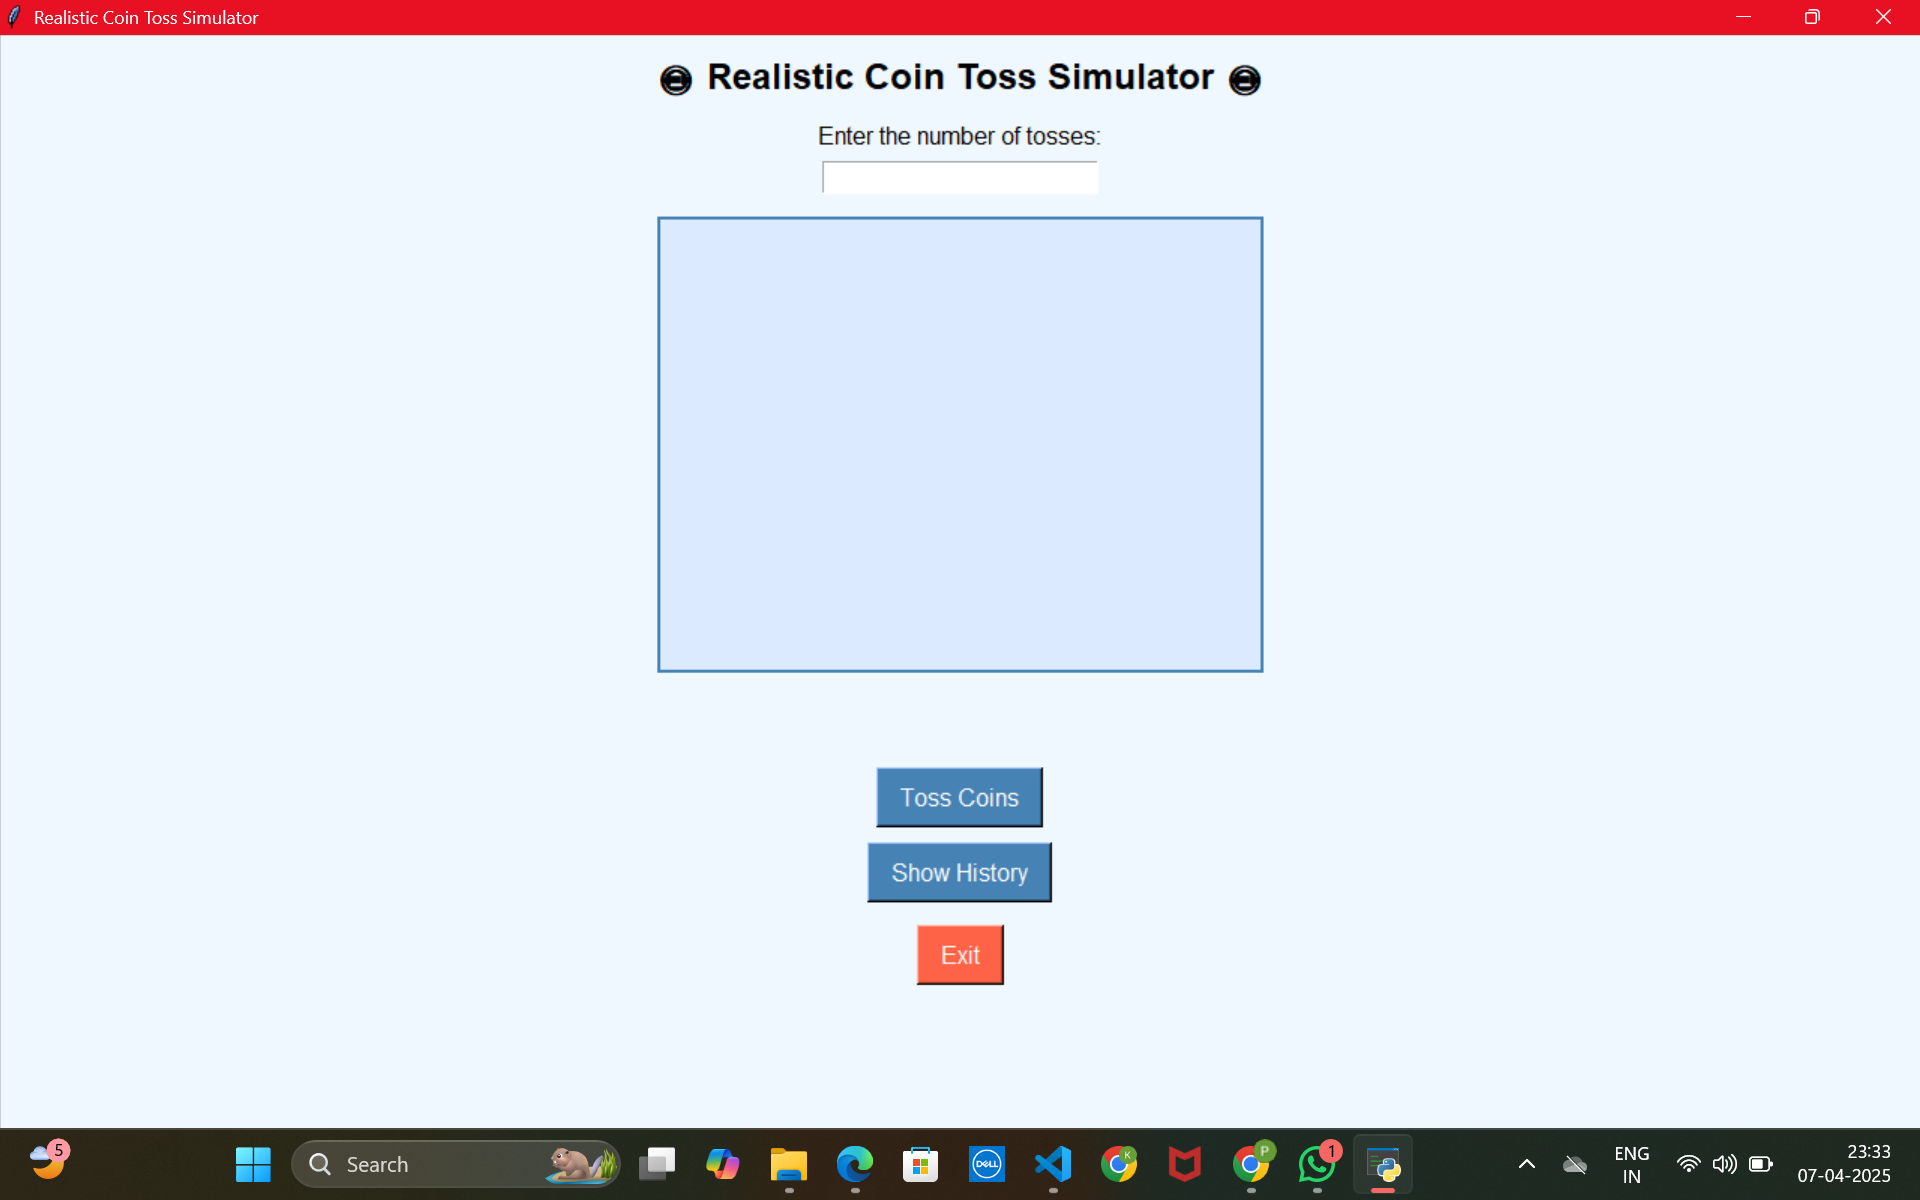 Realistic Coin Toss Simulator
Realistic Coin Toss Simulator
Enter the number of tosses:
Toss Coins
Show History
Exit
5
Search
DELL
K
P
1
ENG
IN
23:33
07-04-2025